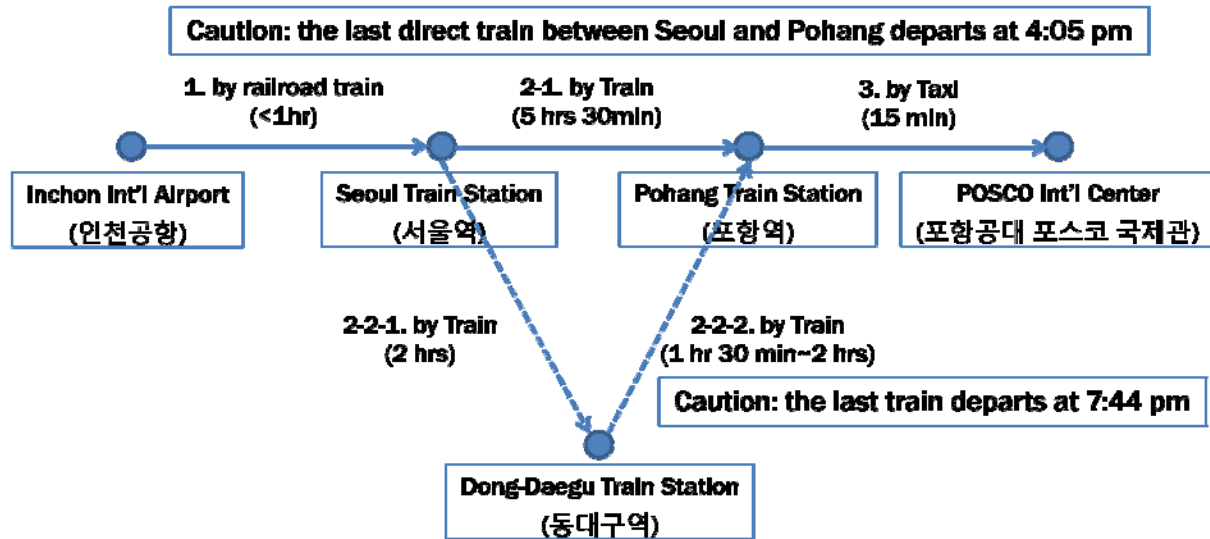 Caution: the last direct train between Seoul and Pohang departs at 4:05 pm
1. by railroad train
(<1hr)
2-1. by Train
(5 hrs 30min)
3. by Taxi
(15 min)
Inchon Int'l Airport
(인천공항)
Seoul Train Station
(서울역)
Pohang Train Station
(포항역)
POSCO Int'l Center
(포항공대 포스코 국제관)
2-2-1. by Train
(2 hrs)
2-2-2. by Train
(1 hr 30 min~2 hrs)
Caution: the last train departs at 7:44 pm
Dong-Daegu Train Station
(동대구역)